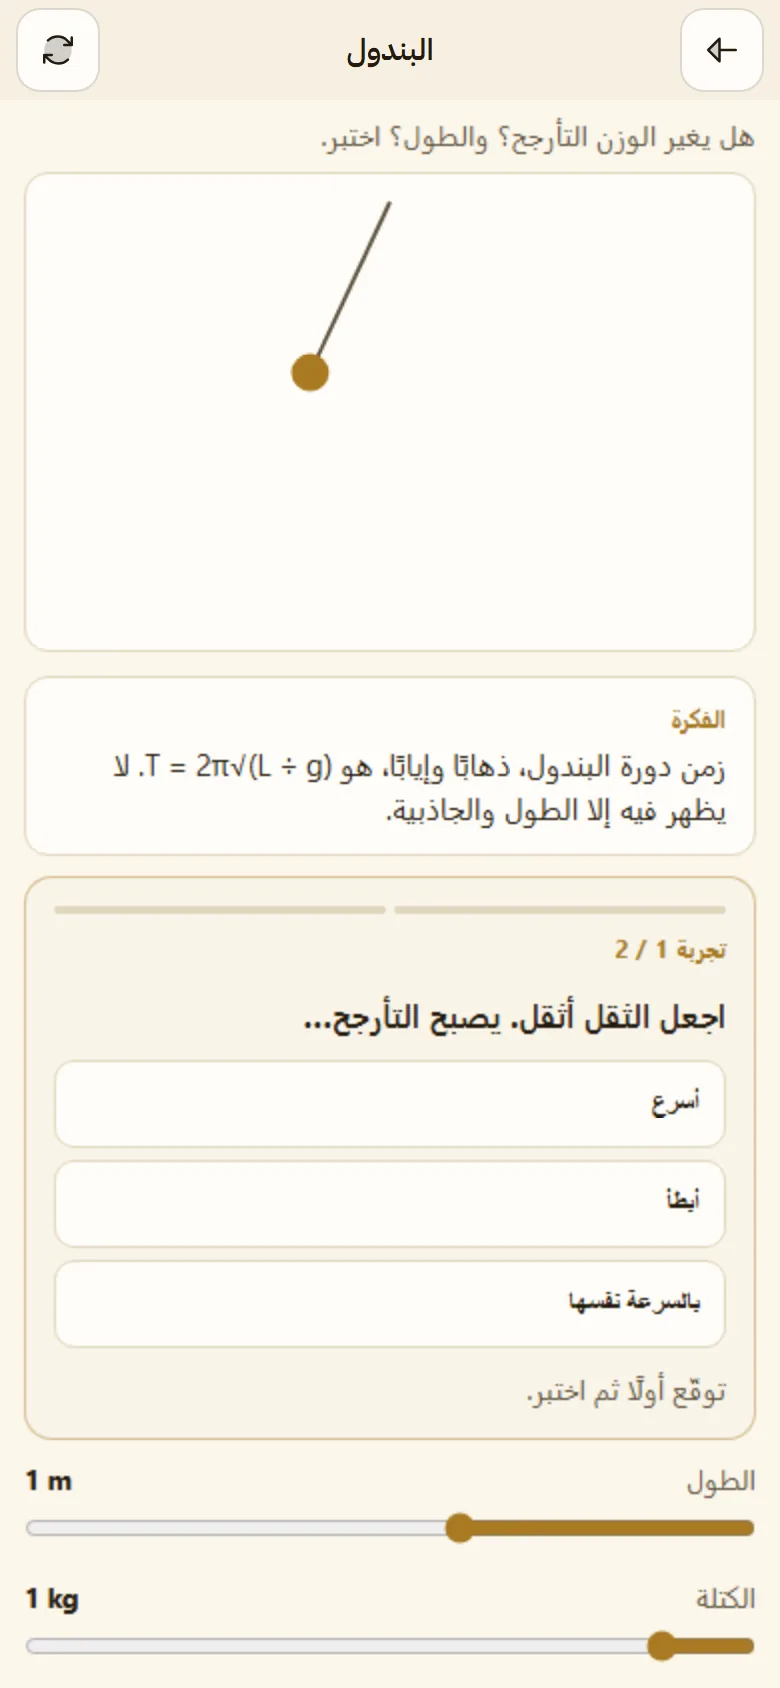 البندول
هل يغير الوزن التأرجح؟ والطول؟ اختبر.
الفكرة
زمن دورة البندول، ذهابًا وإيابًا، هو T = 2π√(L ÷ g). لا
يظهر فيه إلا الطول والجاذبية.
تجربة 1 / 2
اجعل الثقل أثقل. يصبح التأرجح...
أسرع
أبطأ
بالسرعة نفسها
توقّع أولًا ثم اختبر.
الطول 1 m
الكتلة 1 kg